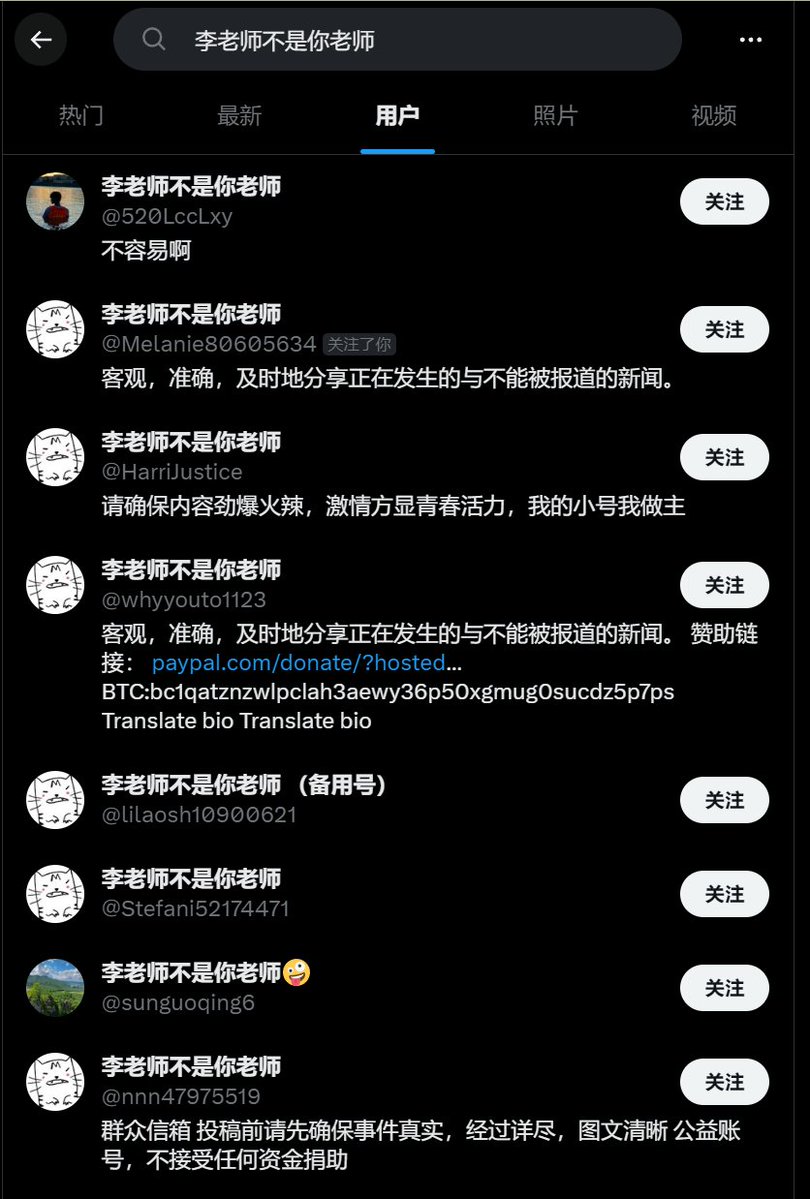 李老师不是你老师
热门 最新 用户 照片 视频
李老师不是你老师
@520LccLxy
关注
不容易啊
李老师不是你老师
@Melanie80605634 关注了你
关注
客观，准确，及时地分享正在发生的与不能被报道的新闻。
李老师不是你老师
@HarriJustice
关注
请确保内容劲爆火辣，激情方显青春活力，我的小号我做主
李老师不是你老师
@whyyouto1123
关注
客观，准确，及时地分享正在发生的与不能被报道的新闻。 赞助链
接： paypal.com/donate/?hosted…
BTC:bc1qatznzwlpclah3aewy36p50xgmug0sucdz5p7ps
Translate bio Translate bio
李老师不是你老师 （备用号）
@lilaosh10900621
关注
李老师不是你老师
@Stefani52174471
关注
李老师不是你老师🤪
@sunguoqing6
关注
李老师不是你老师
@nnn47975519
关注
群众信箱 投稿前请先确保事件真实，经过详尽，图文清晰 公益账
号，不接受任何资金捐助